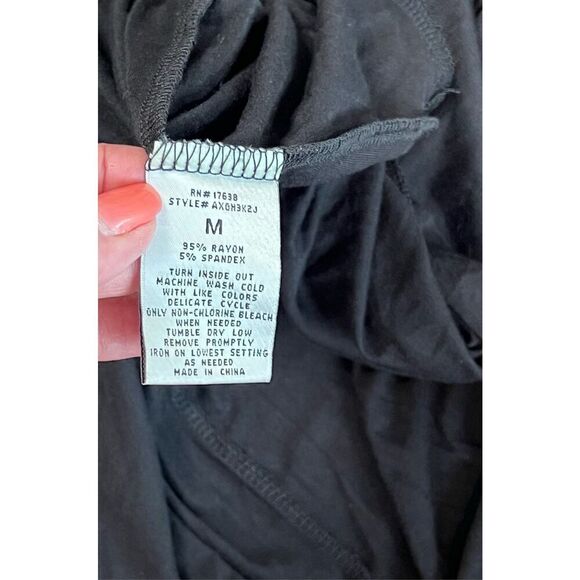 RN# 17638
STYLE# AX0H3K2J
M
95% RAYON
5% SPANDEX
TURN INSIDE OUT
MACHINE WASH COLD
WITH LIKE COLORS
DELICATE CYCLE
ONLY NON-CHLORINE BLEACH
WHEN NEEDED
TUMBLE DRY LOW
REMOVE PROMPTLY
IRON ON LOWEST SETTING
AS NEEDED
MADE IN CHINA